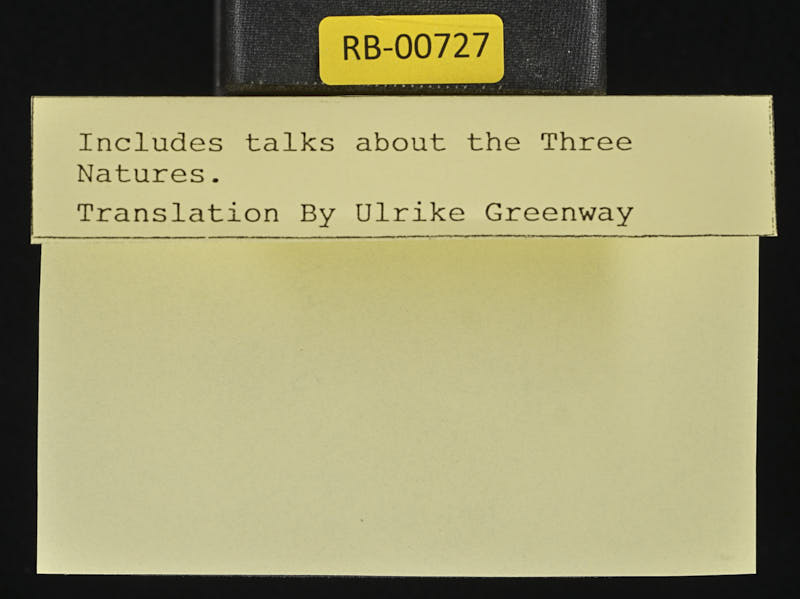 RB-00727
Includes talks about the Three
Natures.
Translation By Ulrike Greenway